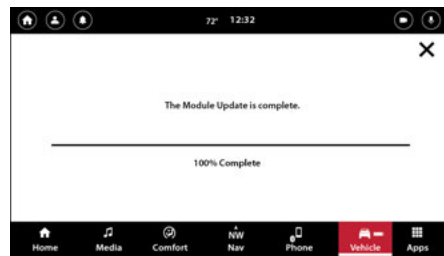 72° 12:32
The Module Update is complete.
100% Complete
NW
Home Media Comfort Nav Phone Vehicle Apps